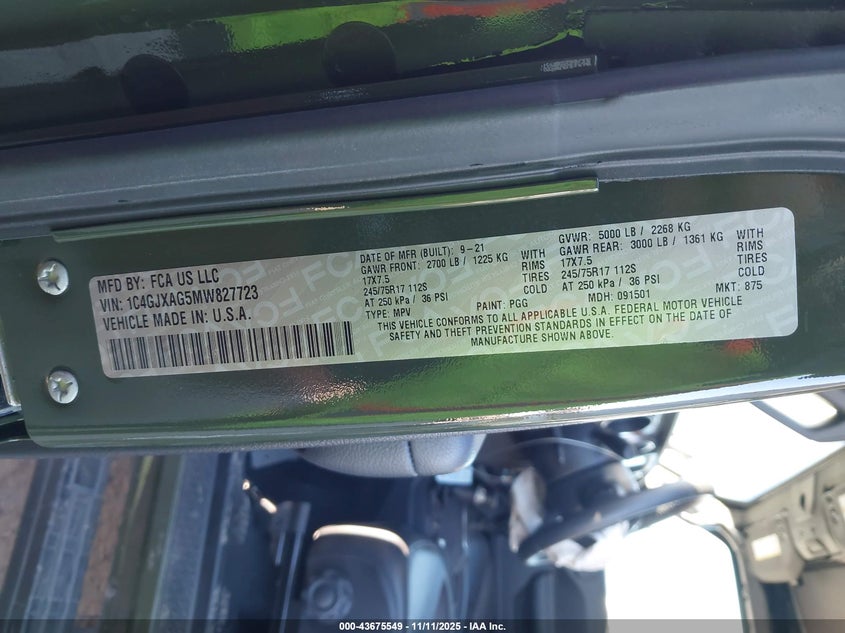 MFD BY: FCA US LLC
VIN: 1C4GJXAG5MW827723
VEHICLE MADE IN: U.S.A.
DATE OF MFR (BUILT): 9-21
GAWR FRONT: 2700 LB / 1225 KG WITH
17X7.5 RIMS
245/75R17 112S TIRES
AT 250 kPa / 36 PSI COLD
TYPE: MPV PAINT: PGG
GVWR: 5000 LB / 2268 KG
GAWR REAR: 3000 LB / 1361 KG WITH
17X7.5 RIMS
245/75R17 112S TIRES
AT 250 kPa / 36 PSI COLD
MDH: 091501 MKT: 875
THIS VEHICLE CONFORMS TO ALL APPLICABLE U.S.A. FEDERAL MOTOR VEHICLE
SAFETY AND THEFT PREVENTION STANDARDS IN EFFECT ON THE DATE OF
MANUFACTURE SHOWN ABOVE.
000-43675549 - 11/11/2025 - IAA Inc.